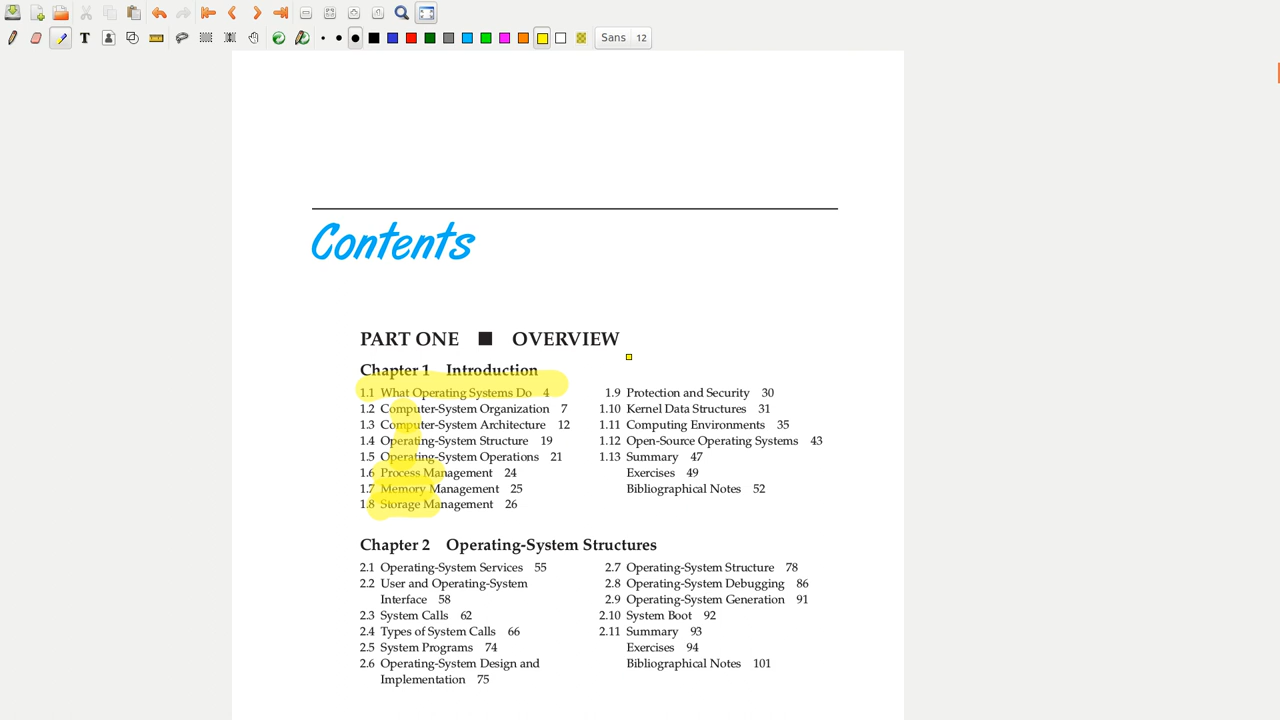 Sans 12
Contents
PART ONE ■ OVERVIEW
Chapter 1 Introduction
1.1 What Operating Systems Do 4
1.2 Computer-System Organization 7
1.3 Computer-System Architecture 12
1.4 Operating-System Structure 19
1.5 Operating-System Operations 21
1.6 Process Management 24
1.7 Memory Management 25
1.8 Storage Management 26
1.9 Protection and Security 30
1.10 Kernel Data Structures 31
1.11 Computing Environments 35
1.12 Open-Source Operating Systems 43
1.13 Summary 47
Exercises 49
Bibliographical Notes 52
Chapter 2 Operating-System Structures
2.1 Operating-System Services 55
2.2 User and Operating-System
Interface 58
2.3 System Calls 62
2.4 Types of System Calls 66
2.5 System Programs 74
2.6 Operating-System Design and
Implementation 75
2.7 Operating-System Structure 78
2.8 Operating-System Debugging 86
2.9 Operating-System Generation 91
2.10 System Boot 92
2.11 Summary 93
Exercises 94
Bibliographical Notes 101